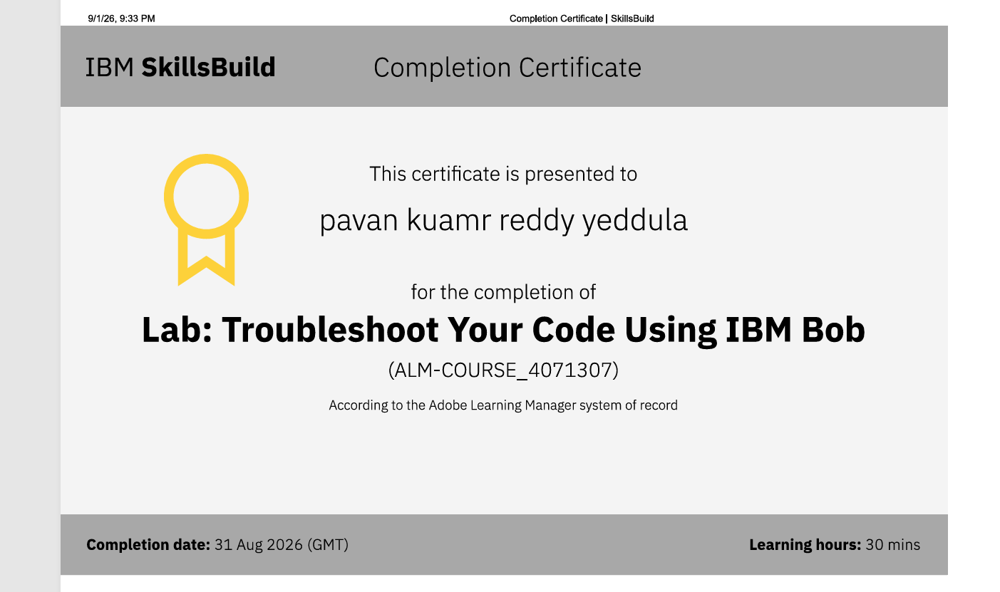 9/1/26, 9:33 PM Completion Certificate | SkillsBuild
IBM SkillsBuild Completion Certificate
This certificate is presented to
pavan kuamr reddy yeddula
for the completion of
Lab: Troubleshoot Your Code Using IBM Bob
(ALM-COURSE_4071307)
According to the Adobe Learning Manager system of record
Completion date: 31 Aug 2026 (GMT) Learning hours: 30 mins